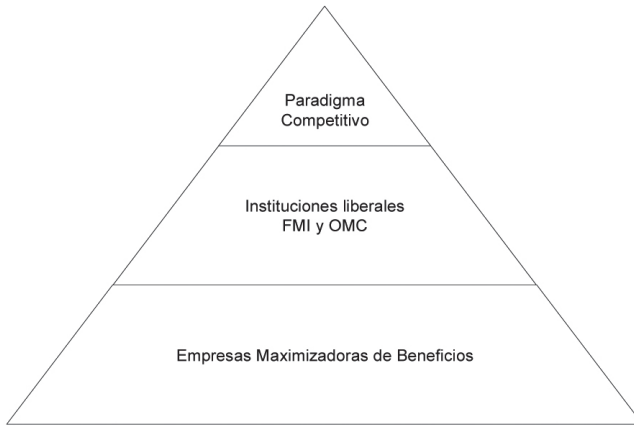 Paradigma
Competitivo
Instituciones liberales
FMI y OMC
Empresas Maximizadoras de Beneficios